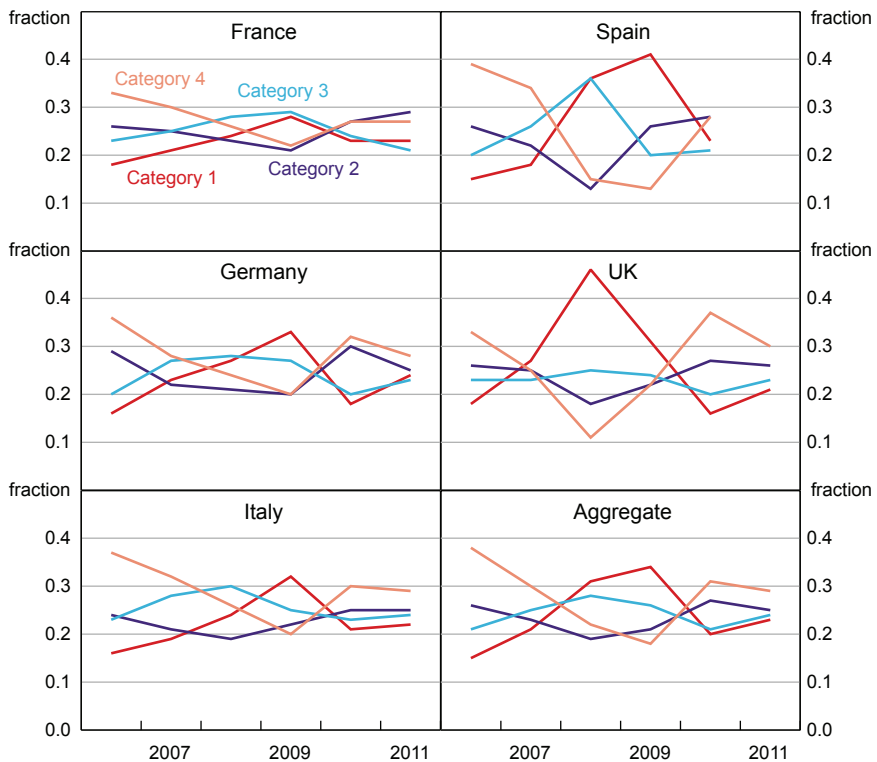 fraction
fraction
France
Spain
0.4
0.4
Category 4
Category 3
0.3
0.3
0.2
0.2
Category 1
Category 2
0.1
0.1
fraction
fraction
Germany
UK
0.4
0.4
0.3
0.3
0.2
0.2
0.1
0.1
fraction
fraction
Italy
Aggregate
0.4
0.4
0.3
0.3
0.2
0.2
0.1
0.1
0.0
0.0
2007
2009
2011
2007
2009
2011